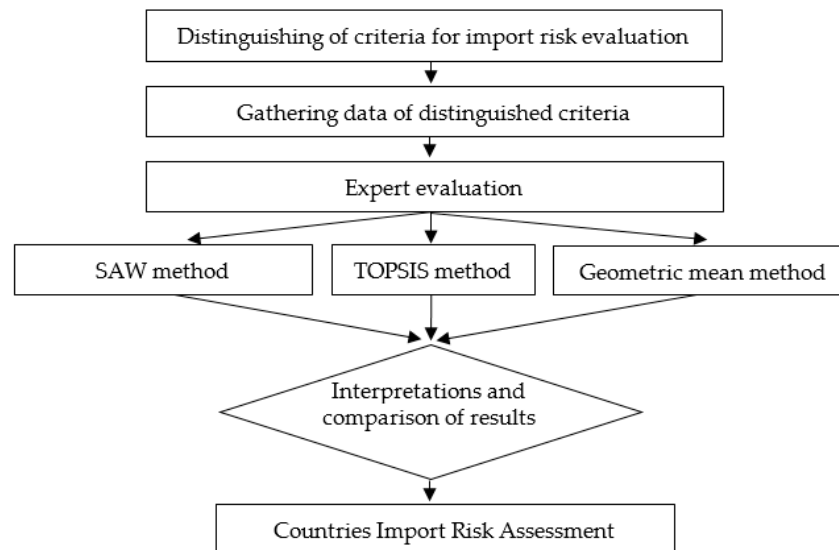 Distinguishing of criteria for import risk evaluation
Gathering data of distinguished criteria
Expert evaluation
SAW method
TOPSIS method
Geometric mean method
Interpretations and
comparison of results
Countries Import Risk Assessment